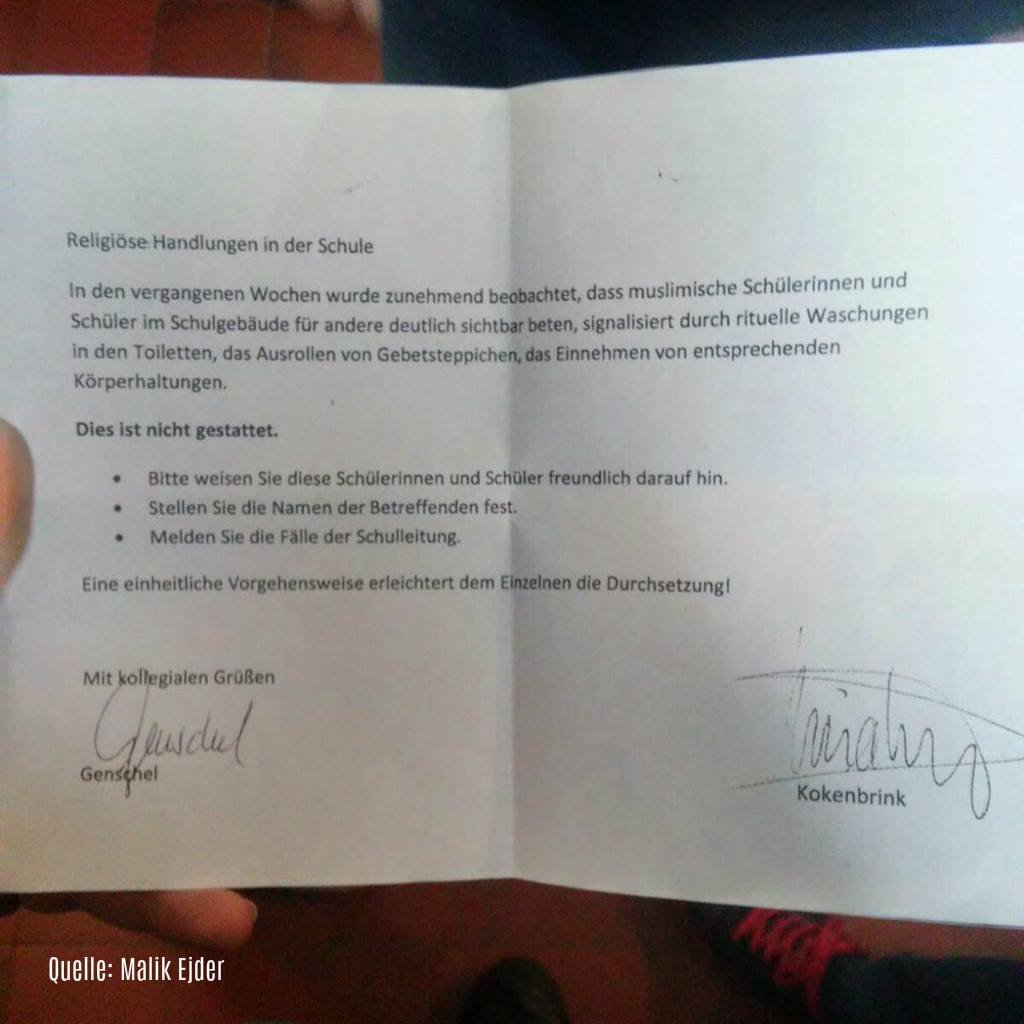 Religiöse Handlungen in der Schule
In den vergangenen Wochen wurde zunehmend beobachtet, dass muslimische Schülerinnen und
Schüler im Schulgebäude für andere deutlich sichtbar beten, signalisiert durch rituelle Waschungen
in den Toiletten, das Ausrollen von Gebetsteppichen, das Einnehmen von entsprechenden
Körperhaltungen.
Dies ist nicht gestattet.
• Bitte weisen Sie diese Schülerinnen und Schüler freundlich darauf hin.
• Stellen Sie die Namen der Betreffenden fest.
• Melden Sie die Fälle der Schulleitung.
Eine einheitliche Vorgehensweise erleichtert dem Einzelnen die Durchsetzung!
Mit kollegialen Grüßen
Genschel
Genschel
Kokenbrink
Quelle: Malik Ejder